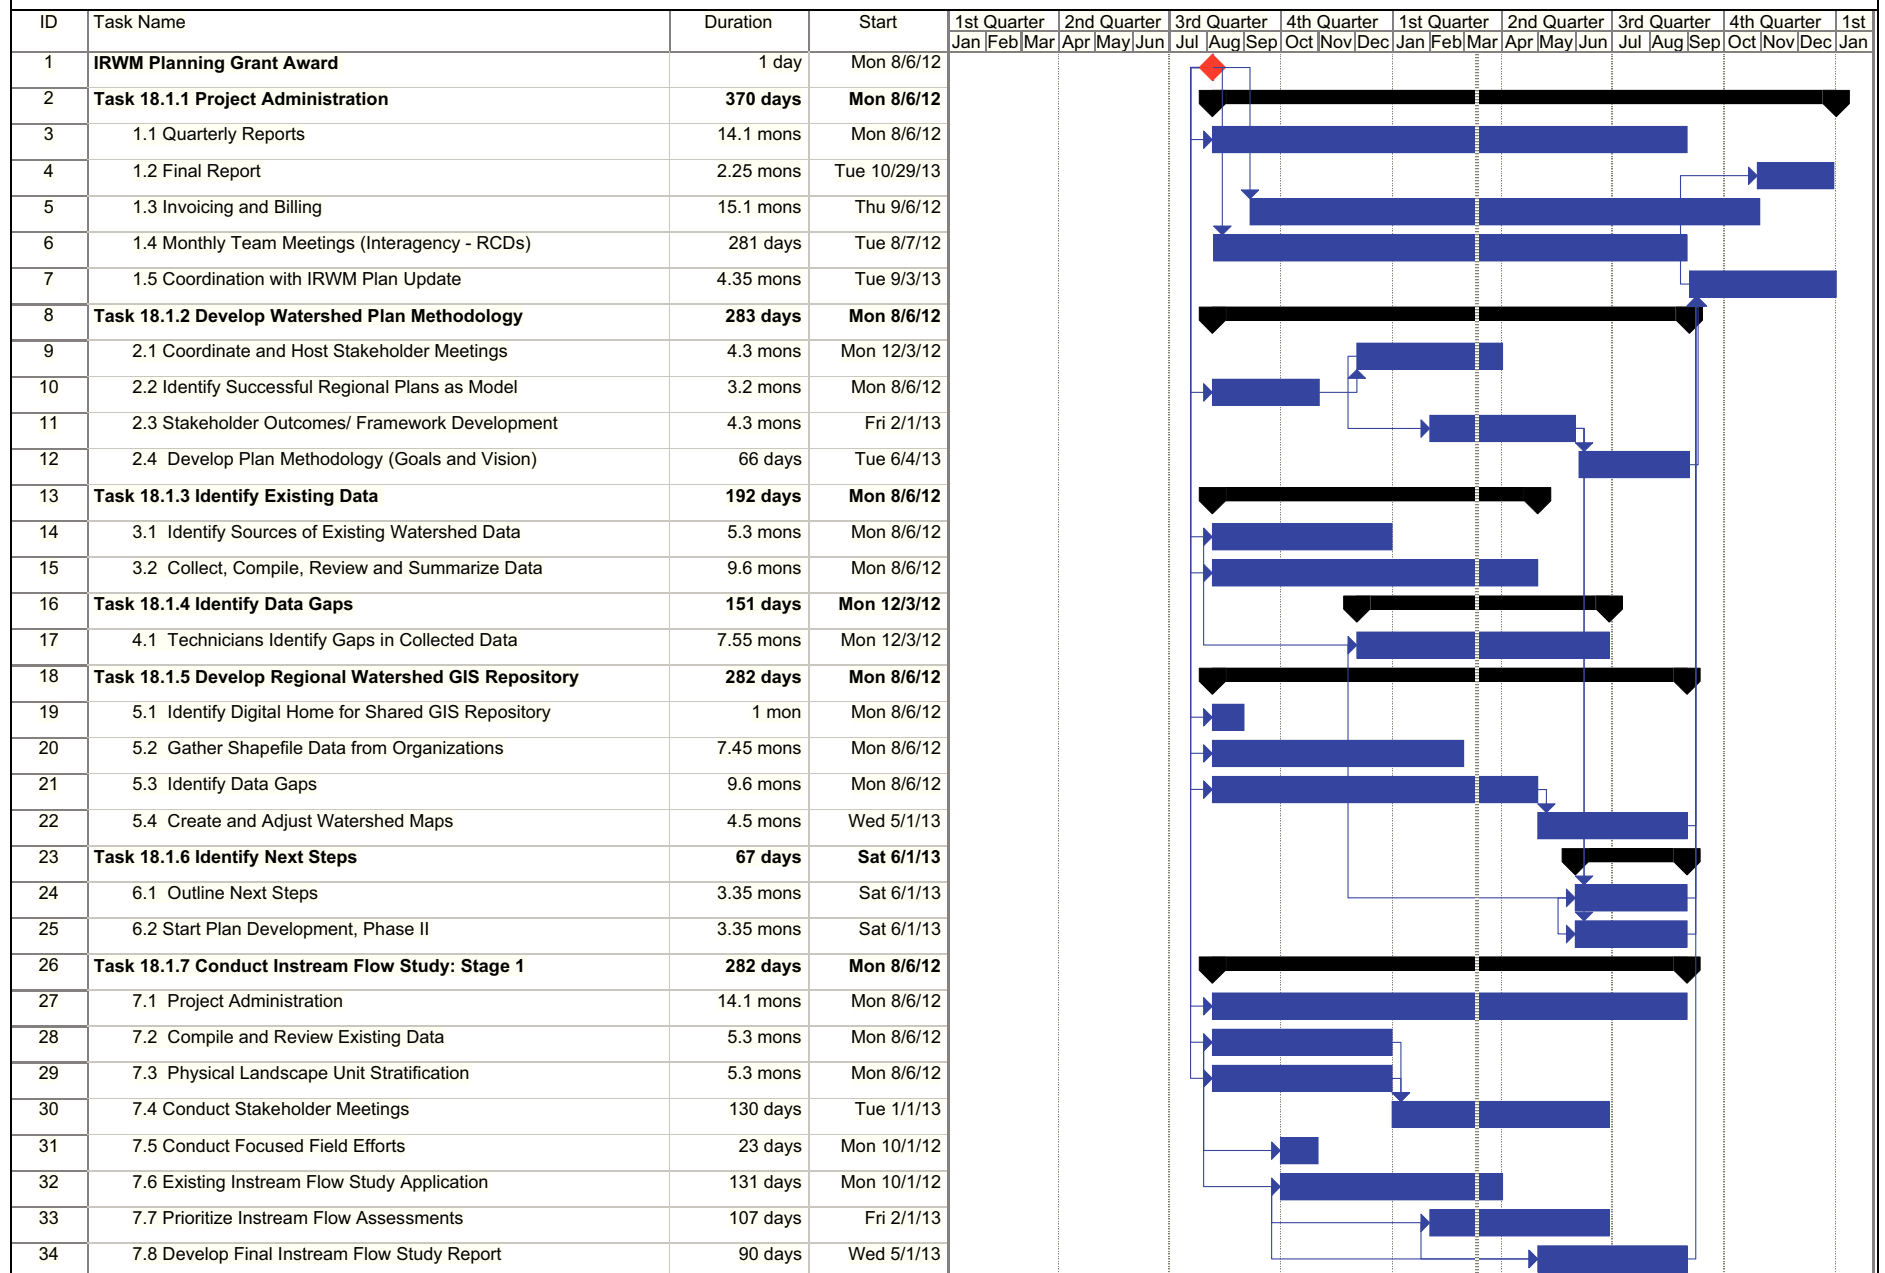 ID Task Name Duration Start 1st Quarter 2nd Quarter 3rd Quarter 4th Quarter 1st Quarter 2nd Quarter 3rd Quarter 4th Quarter 1st
Jan Feb Mar Apr May Jun Jul Aug Sep Oct Nov Dec Jan Feb Mar Apr May Jun Jul Aug Sep Oct Nov Dec Jan
1 IRWM Planning Grant Award 1 day Mon 8/6/12
2 Task 18.1.1 Project Administration 370 days Mon 8/6/12
3 1.1 Quarterly Reports 14.1 mons Mon 8/6/12
4 1.2 Final Report 2.25 mons Tue 10/29/13
5 1.3 Invoicing and Billing 15.1 mons Thu 9/6/12
6 1.4 Monthly Team Meetings (Interagency - RCDs) 281 days Tue 8/7/12
7 1.5 Coordination with IRWM Plan Update 4.35 mons Tue 9/3/13
8 Task 18.1.2 Develop Watershed Plan Methodology 283 days Mon 8/6/12
9 2.1 Coordinate and Host Stakeholder Meetings 4.3 mons Mon 12/3/12
10 2.2 Identify Successful Regional Plans as Model 3.2 mons Mon 8/6/12
11 2.3 Stakeholder Outcomes/ Framework Development 4.3 mons Fri 2/1/13
12 2.4 Develop Plan Methodology (Goals and Vision) 66 days Tue 6/4/13
13 Task 18.1.3 Identify Existing Data 192 days Mon 8/6/12
14 3.1 Identify Sources of Existing Watershed Data 5.3 mons Mon 8/6/12
15 3.2 Collect, Compile, Review and Summarize Data 9.6 mons Mon 8/6/12
16 Task 18.1.4 Identify Data Gaps 151 days Mon 12/3/12
17 4.1 Technicians Identify Gaps in Collected Data 7.55 mons Mon 12/3/12
18 Task 18.1.5 Develop Regional Watershed GIS Repository 282 days Mon 8/6/12
19 5.1 Identify Digital Home for Shared GIS Repository 1 mon Mon 8/6/12
20 5.2 Gather Shapefile Data from Organizations 7.45 mons Mon 8/6/12
21 5.3 Identify Data Gaps 9.6 mons Mon 8/6/12
22 5.4 Create and Adjust Watershed Maps 4.5 mons Wed 5/1/13
23 Task 18.1.6 Identify Next Steps 67 days Sat 6/1/13
24 6.1 Outline Next Steps 3.35 mons Sat 6/1/13
25 6.2 Start Plan Development, Phase II 3.35 mons Sat 6/1/13
26 Task 18.1.7 Conduct Instream Flow Study: Stage 1 282 days Mon 8/6/12
27 7.1 Project Administration 14.1 mons Mon 8/6/12
28 7.2 Compile and Review Existing Data 5.3 mons Mon 8/6/12
29 7.3 Physical Landscape Unit Stratification 5.3 mons Mon 8/6/12
30 7.4 Conduct Stakeholder Meetings 130 days Tue 1/1/13
31 7.5 Conduct Focused Field Efforts 23 days Mon 10/1/12
32 7.6 Existing Instream Flow Study Application 131 days Mon 10/1/12
33 7.7 Prioritize Instream Flow Assessments 107 days Fri 2/1/13
34 7.8 Develop Final Instream Flow Study Report 90 days Wed 5/1/13